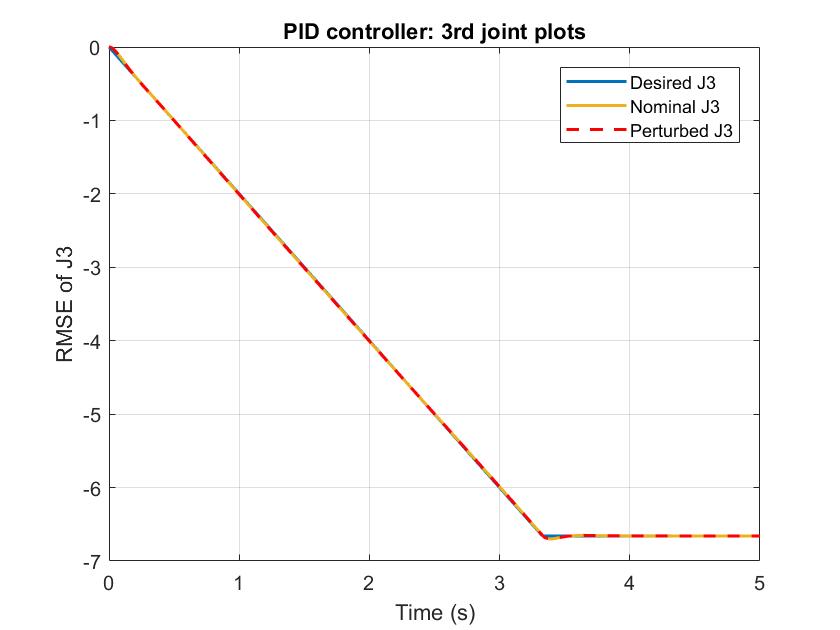 PID controller: 3rd joint plots
Desired J3
Nominal J3
Perturbed J3
RMSE of J3
0
-1
-2
-3
-4
-5
-6
-7
0 1 2 3 4 5
Time (s)